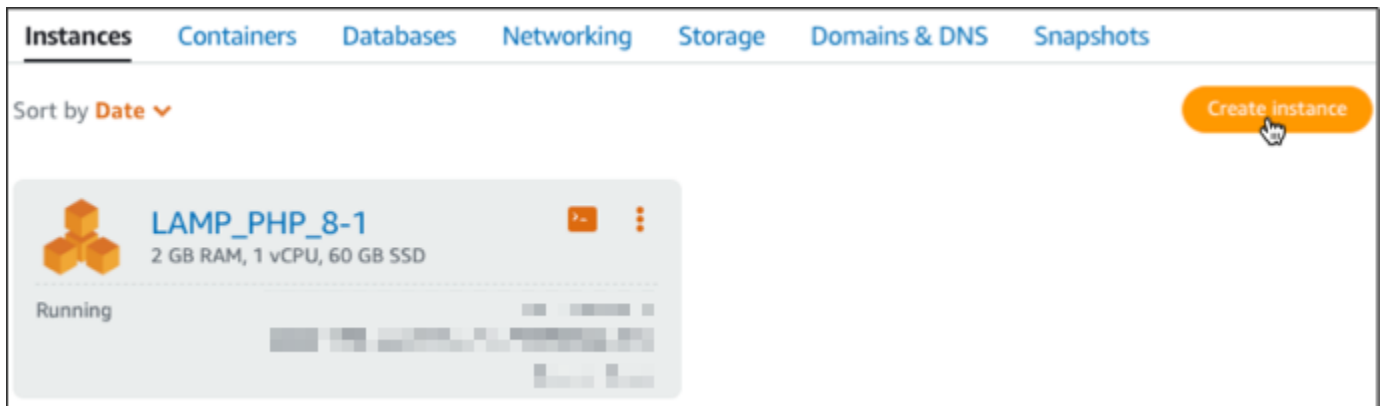 Instances Containers Databases Networking Storage Domains & DNS Snapshots
Sort by Date Create instance
LAMP_PHP_8-1
2 GB RAM, 1 vCPU, 60 GB SSD
Running